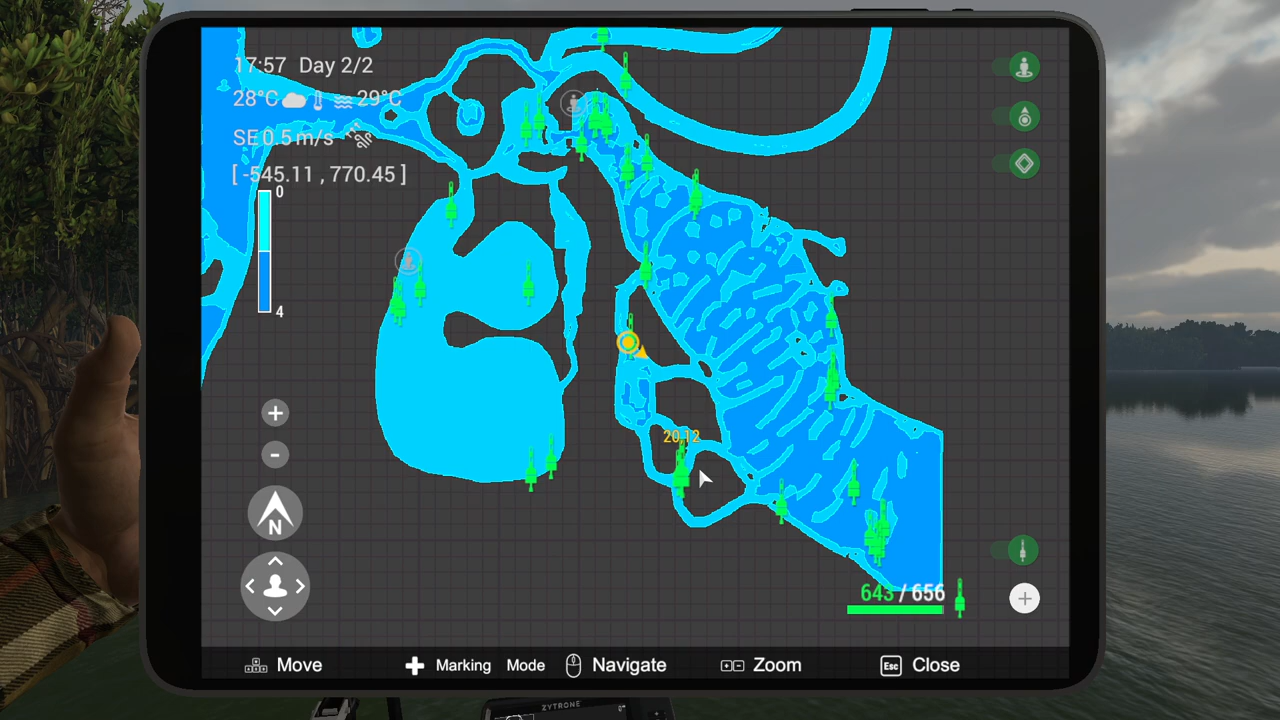 17:57 Day 2/2
28°C 29°C
SE 0.5 m/s
[ -545.11 , 770.45 ]
0
4
+
-
N
20.12
643 / 656
+
Move Marking Mode Navigate Zoom Esc Close
ZYTRONE